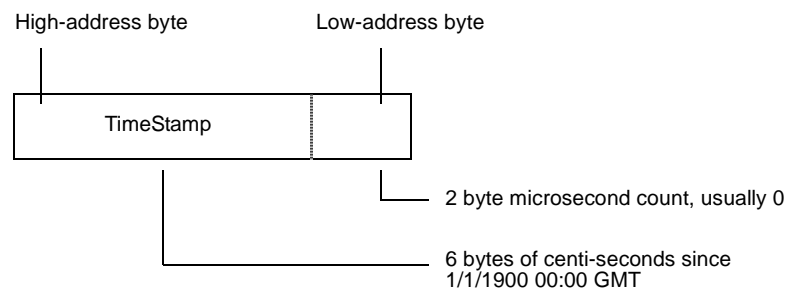 High-address byte
Low-address byte
TimeStamp
2 byte microsecond count, usually 0
6 bytes of centi-seconds since
1/1/1900 00:00 GMT